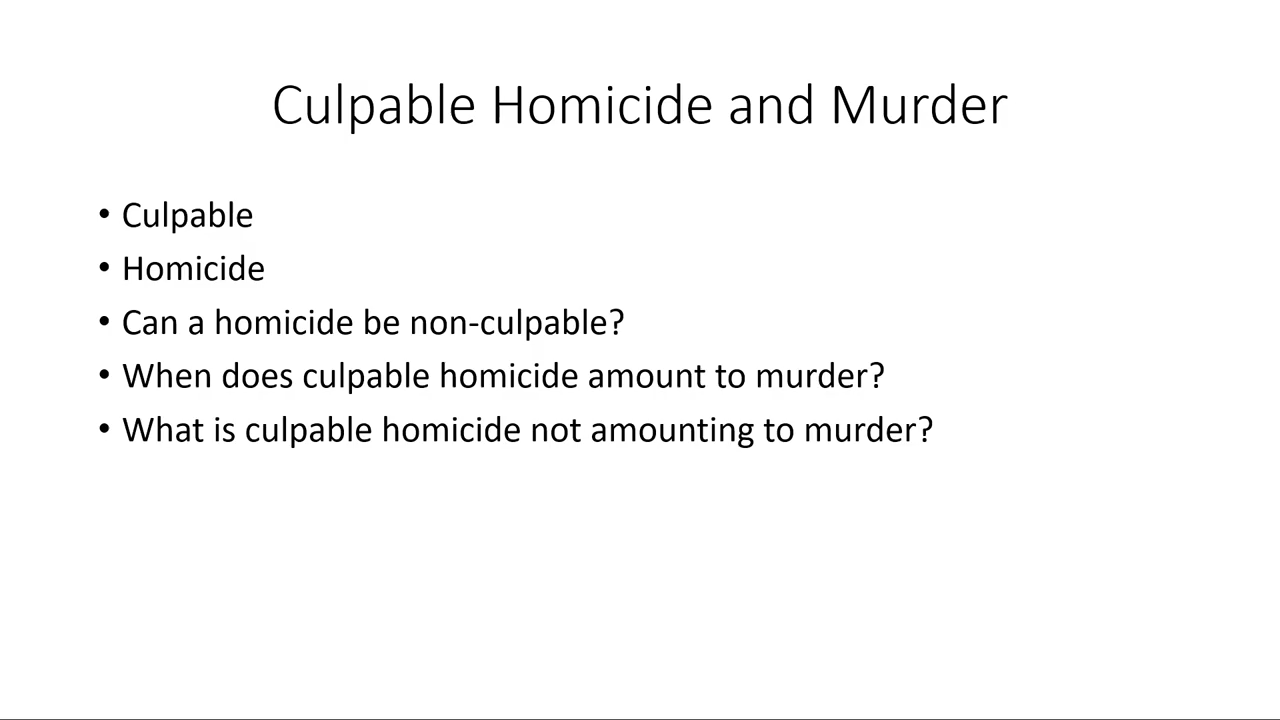 Culpable Homicide and Murder
• Culpable
• Homicide
• Can a homicide be non-culpable?
• When does culpable homicide amount to murder?
• What is culpable homicide not amounting to murder?